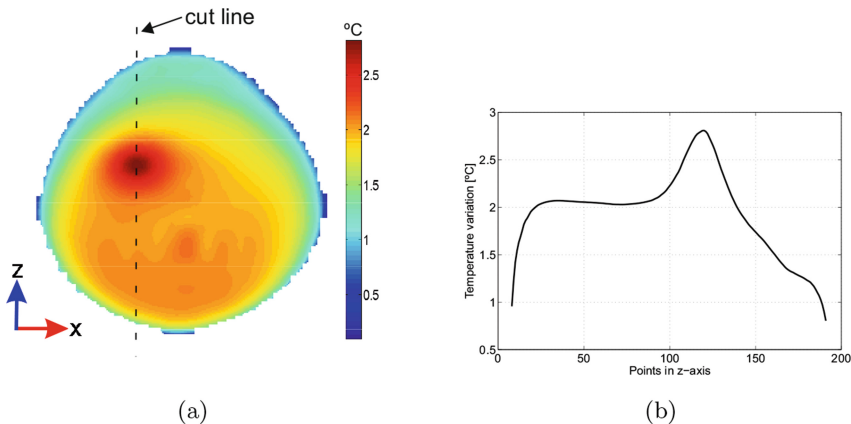 cut line
ºC
2.5
2
1.5
1
0.5
Z
X
(a)
3
2.5
2
1.5
1
0.5
Temperature variation [ºC]
0
50
100
150
200
Points in z-axis
(b)